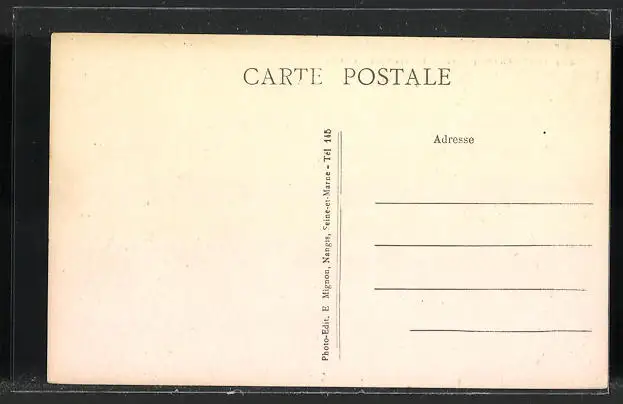 CARTE POSTALE
Photo-Edit. E Mignon, Nangis, Seine-et-Marne - Tél 145
Adresse